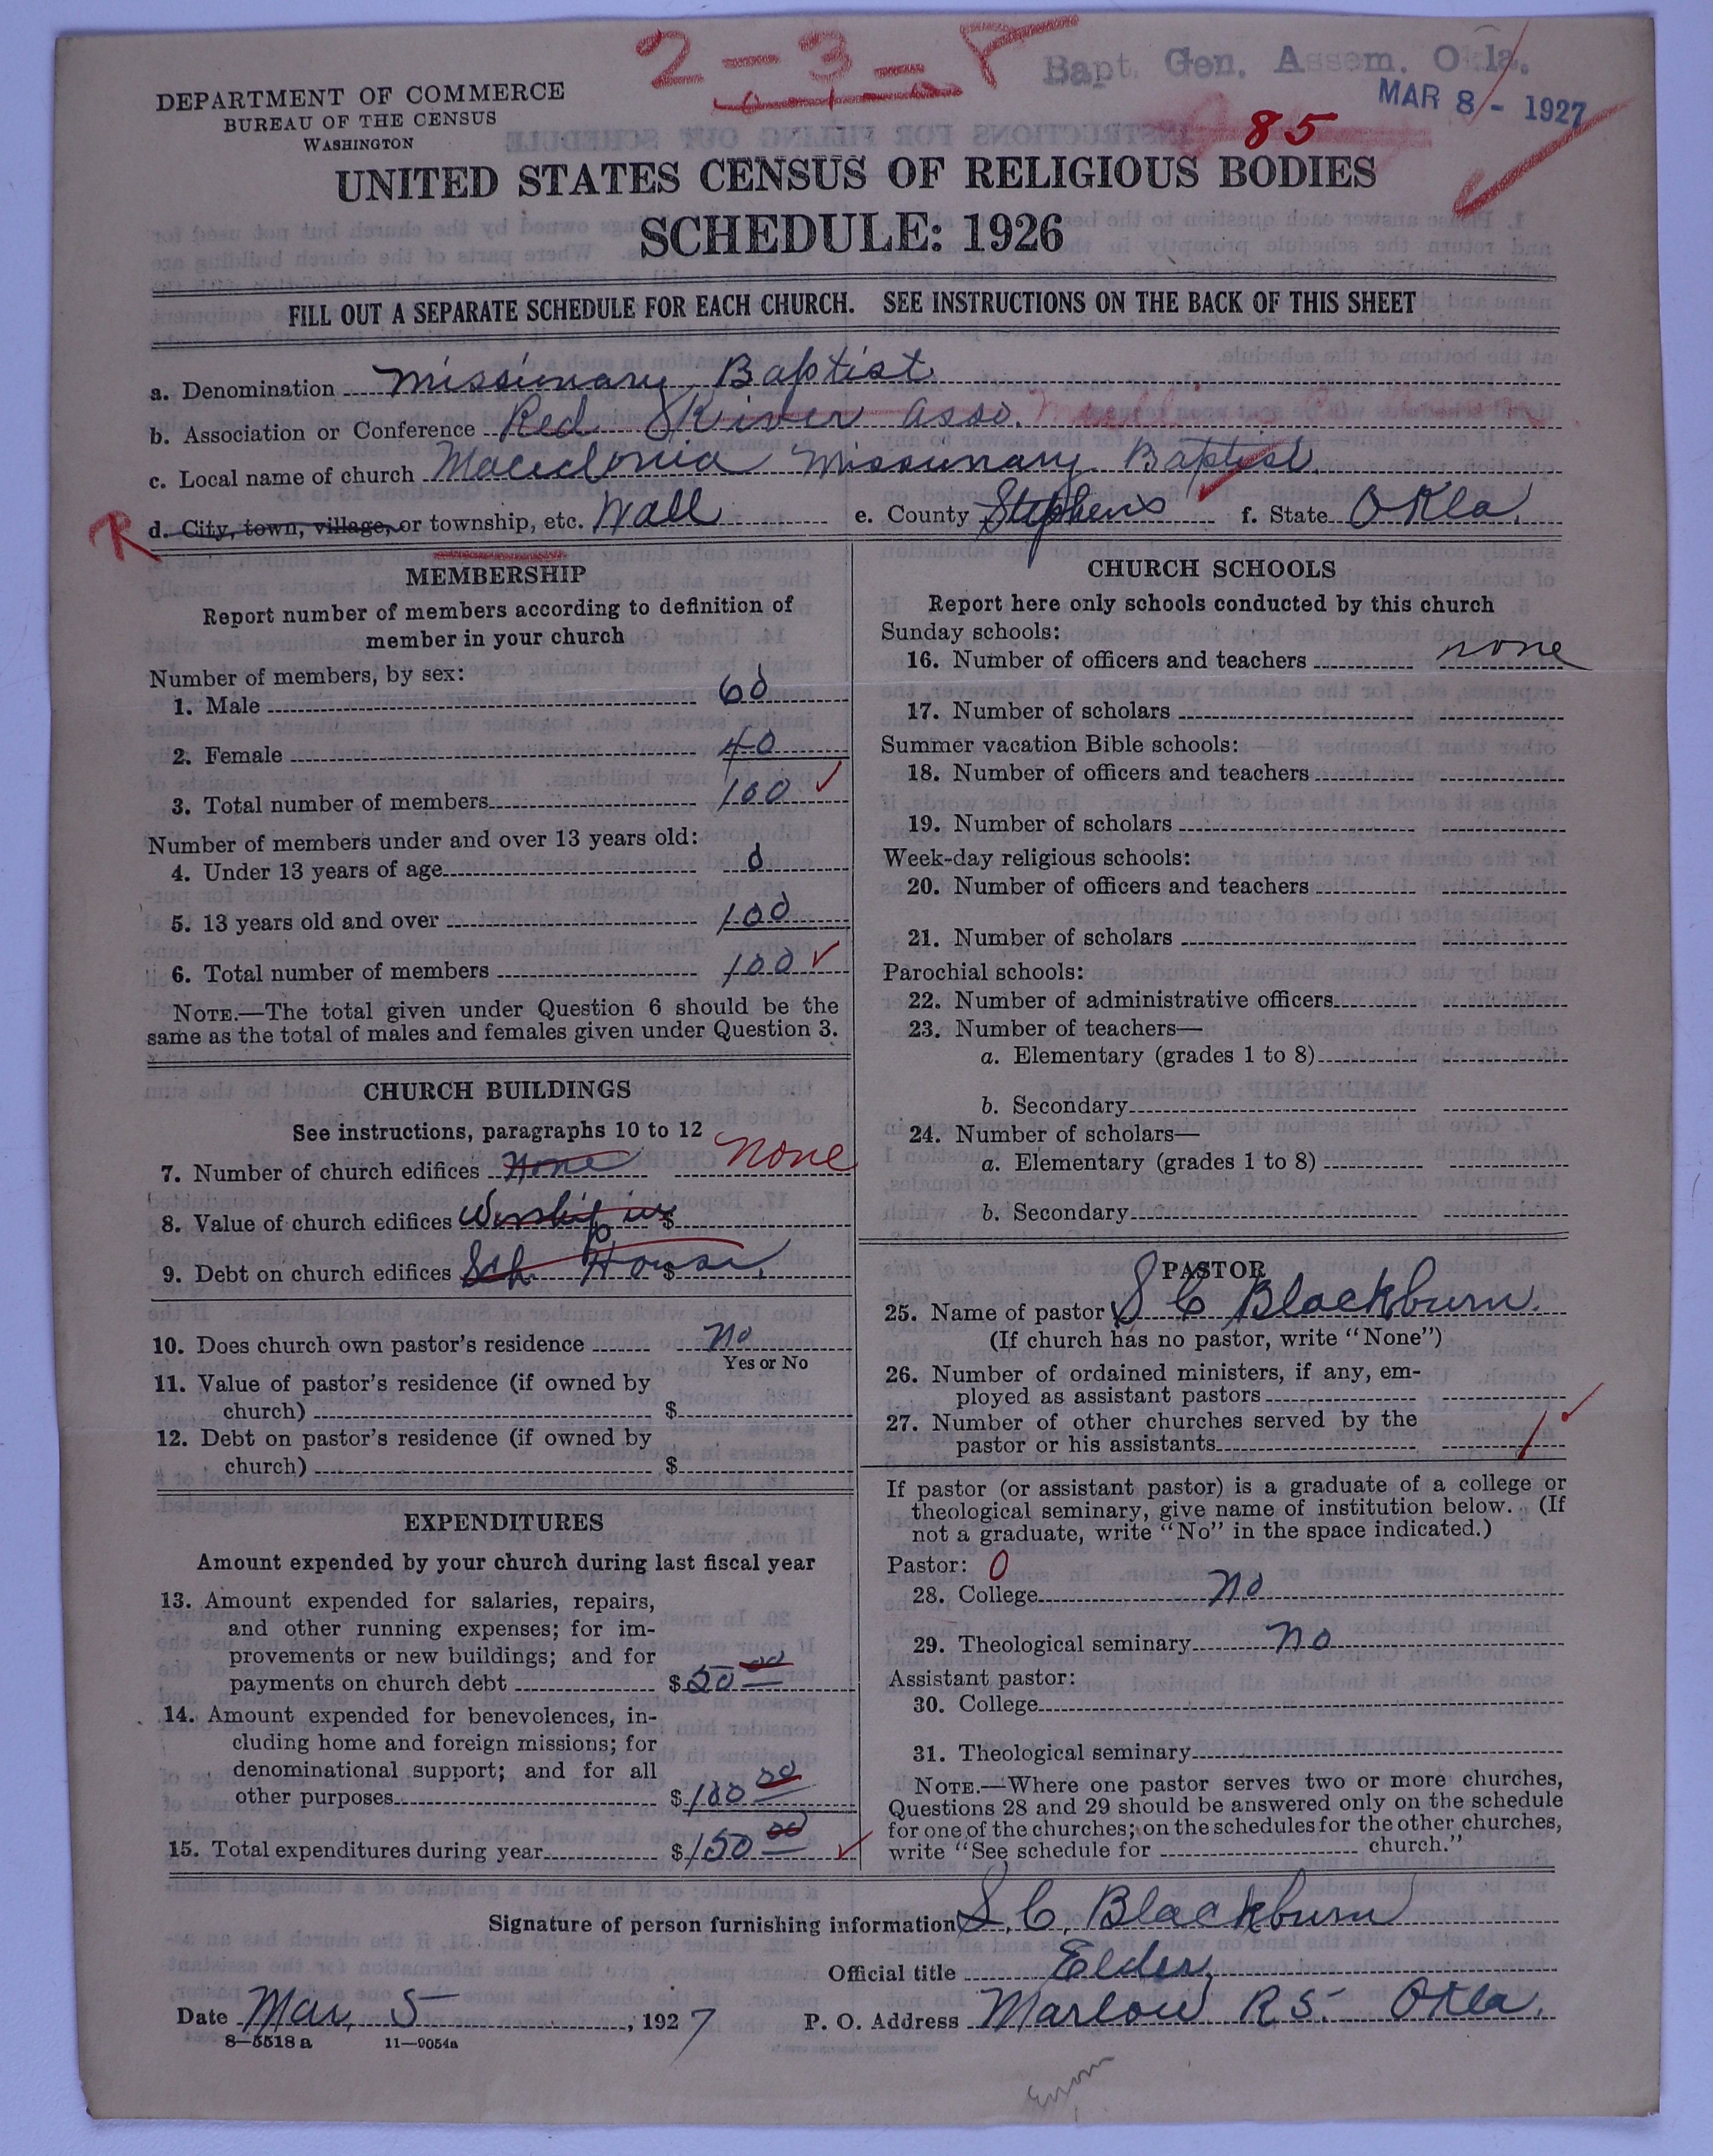 2-3-
Bapt. Gen. Assem. Okla.
MAR 8 - 1927
85
DEPARTMENT OF COMMERCE
BUREAU OF THE CENSUS
WASHINGTON
UNITED STATES CENSUS OF RELIGIOUS BODIES
SCHEDULE: 1926
FILL OUT A SEPARATE SCHEDULE FOR EACH CHURCH. SEE INSTRUCTIONS ON THE BACK OF THIS SHEET
a. Denomination Missionary Baptist
b. Association or Conference Red River Asso.
c. Local name of church Macedonia Missionary Baptist
R d. City, town, village, or township, etc. Wall e. County Stephens f. State Okla.
MEMBERSHIP
Report number of members according to definition of
member in your church
Number of members, by sex:
1. Male 60
2. Female 40
3. Total number of members 100
Number of members under and over 13 years old:
4. Under 13 years of age 0
5. 13 years old and over 100
6. Total number of members 100
NOTE.—The total given under Question 6 should be the
same as the total of males and females given under Question 3.
CHURCH BUILDINGS
See instructions, paragraphs 10 to 12
7. Number of church edifices None none
8. Value of church edifices Worship in $
9. Debt on church edifices Sch. House. $
10. Does church own pastor's residence No
Yes or No
11. Value of pastor's residence (if owned by
church) $
12. Debt on pastor's residence (if owned by
church) $
EXPENDITURES
Amount expended by your church during last fiscal year
13. Amount expended for salaries, repairs,
and other running expenses; for im-
provements or new buildings; and for
payments on church debt $50 00
14. Amount expended for benevolences, in-
cluding home and foreign missions; for
denominational support; and for all
other purposes $100 00
15. Total expenditures during year $150 00
CHURCH SCHOOLS
Report here only schools conducted by this church
Sunday schools:
16. Number of officers and teachers none
17. Number of scholars
Summer vacation Bible schools:
18. Number of officers and teachers
19. Number of scholars
Week-day religious schools:
20. Number of officers and teachers
21. Number of scholars
Parochial schools:
22. Number of administrative officers
23. Number of teachers—
a. Elementary (grades 1 to 8)
b. Secondary
24. Number of scholars—
a. Elementary (grades 1 to 8)
b. Secondary
PASTOR
25. Name of pastor S C Blackburn.
(If church has no pastor, write "None")
26. Number of ordained ministers, if any, em-
ployed as assistant pastors
27. Number of other churches served by the
pastor or his assistants 1
If pastor (or assistant pastor) is a graduate of a college or
theological seminary, give name of institution below. (If
not a graduate, write "No" in the space indicated.)
Pastor: 0
28. College No
29. Theological seminary No
Assistant pastor:
30. College
31. Theological seminary
NOTE.—Where one pastor serves two or more churches,
Questions 28 and 29 should be answered only on the schedule
for one of the churches; on the schedules for the other churches,
write "See schedule for church."
Signature of person furnishing information S. C. Blackburn
Official title Elder,
Date Mar. 5, 1927 P. O. Address Marlow R 5. Okla.
8—5518 a 11—9054a